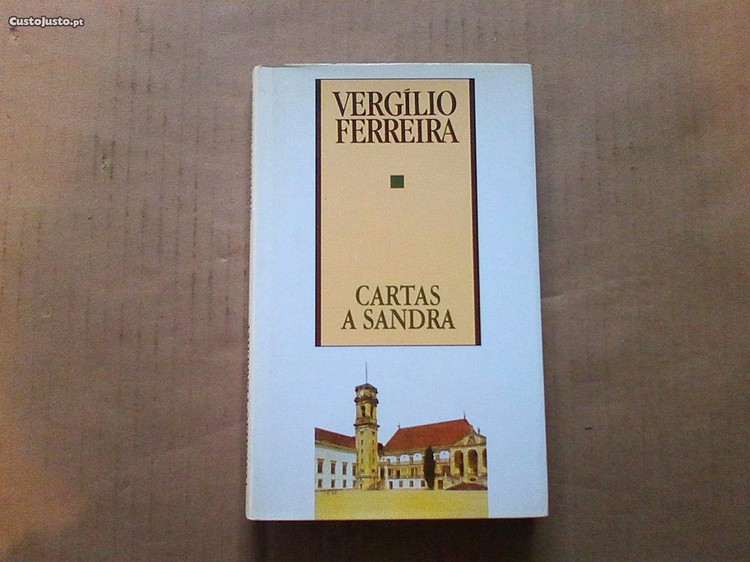 CustoJusto.pt
VERGÍLIO
FERREIRA
CARTAS
A SANDRA